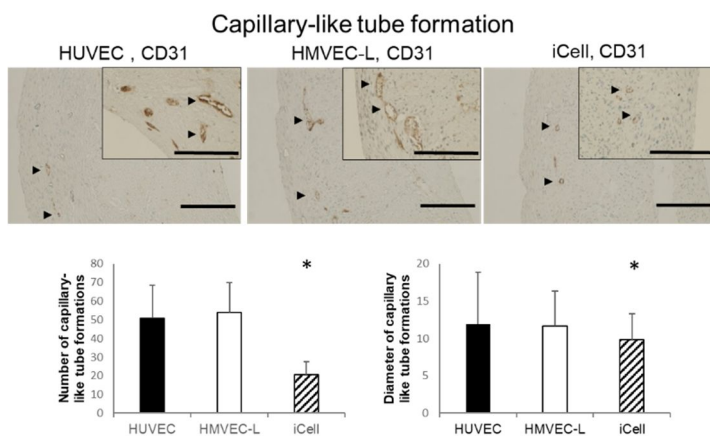 Capillary-like tube formation
HUVEC , CD31
HMVEC-L, CD31
iCell, CD31
Number of capillary-
like tube formations
80
70
60
50
40
30
20
10
0
*
HUVEC
HMVEC-L
iCell
Diameter of capillary
like tube formations
20
15
10
5
0
*
HUVEC
HMVEC-L
iCell